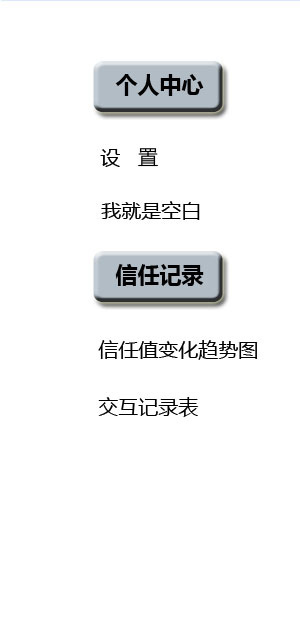 个人中心
设 置
我就是空白
信任记录
信任值变化趋势图
交互记录表